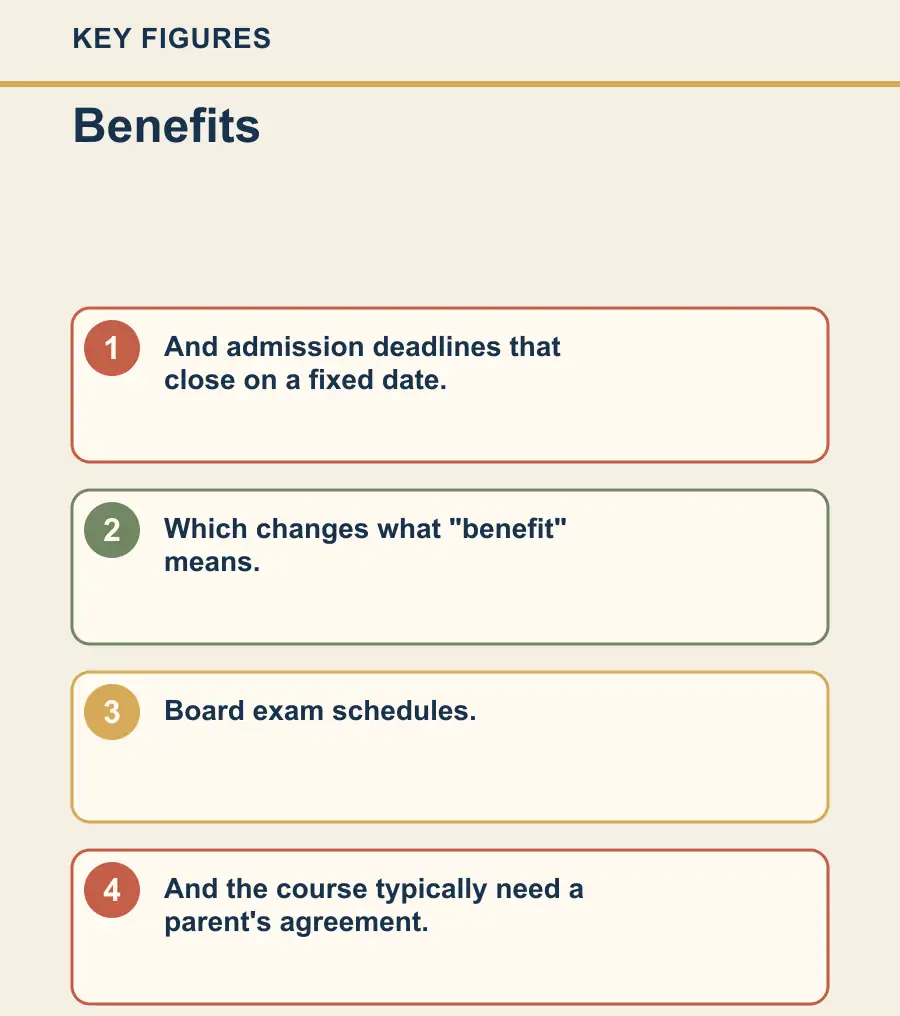 KEY FIGURES
Benefits
1
And admission deadlines that
close on a fixed date.
2
Which changes what "benefit"
means.
3
Board exam schedules.
4
And the course typically need a
parent's agreement.